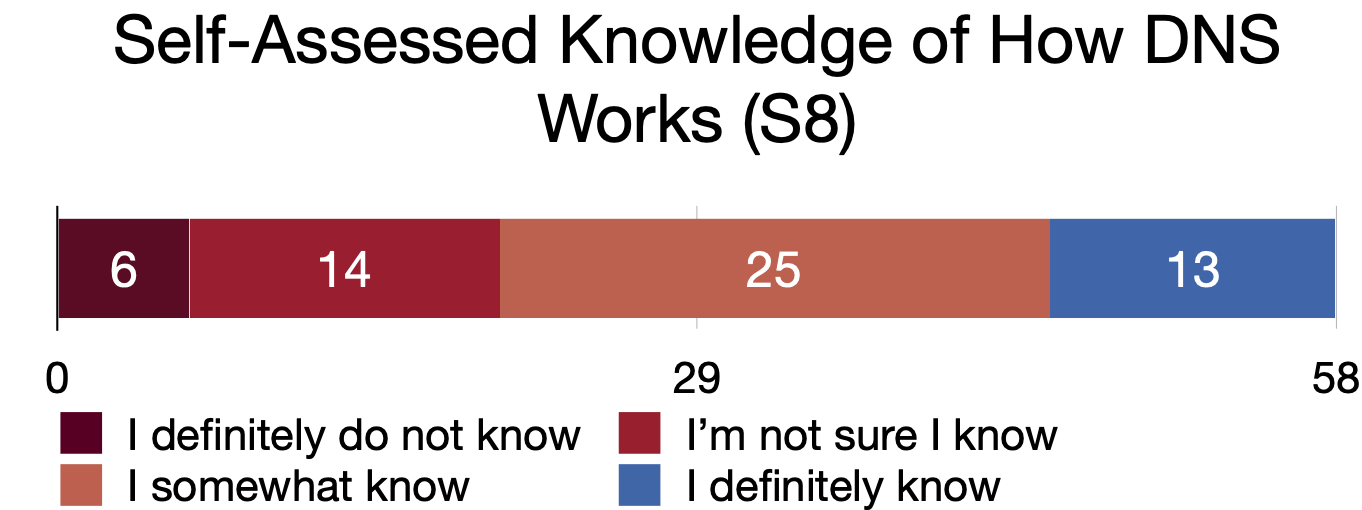 Self-Assessed Knowledge of How DNS
Works (S8)
6 14 25 13
0 29 58
I definitely do not know I’m not sure I know
I somewhat know I definitely know